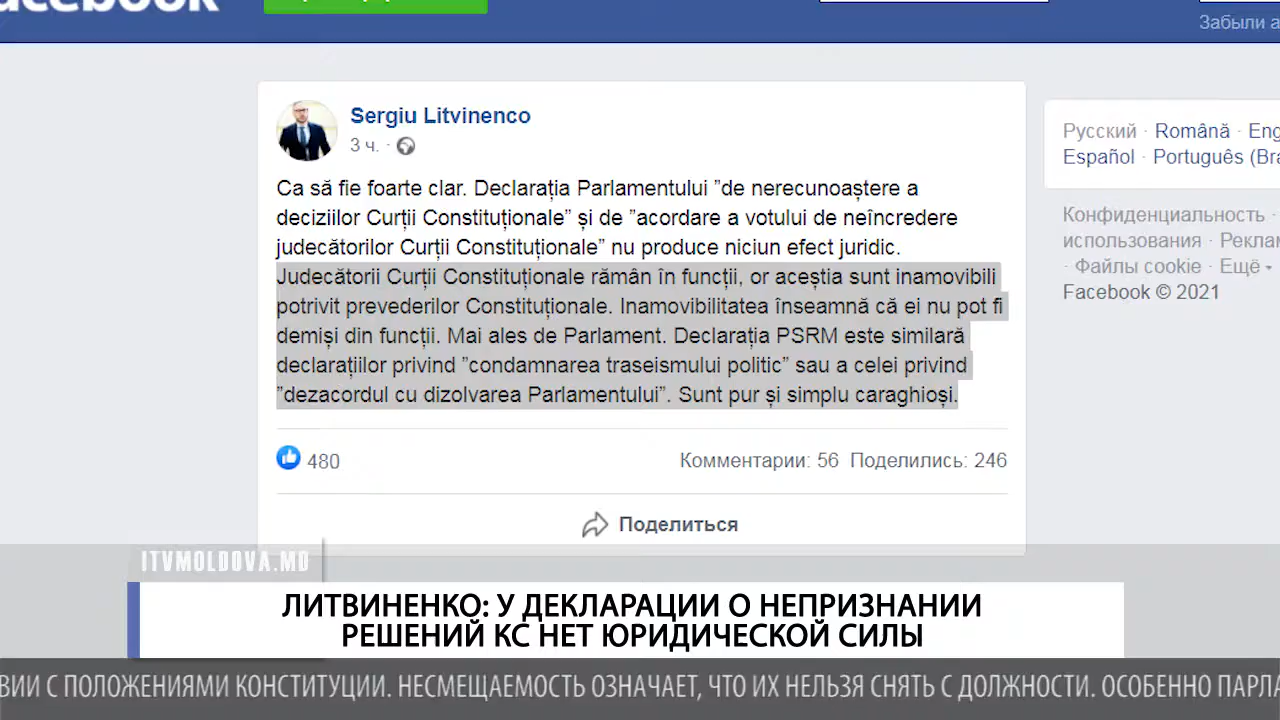 Забыли а
Sergiu Litvinenco
3 ч. ·
Ca să fie foarte clar. Declarația Parlamentului ”de nerecunoaștere a
deciziilor Curții Constituționale” și de ”acordare a votului de neîncredere
judecătorilor Curții Constituționale” nu produce niciun efect juridic.
Judecătorii Curții Constituționale rămân în funcții, or aceștia sunt inamovibili
potrivit prevederilor Constituționale. Inamovibilitatea înseamnă că ei nu pot fi
demiși din funcții. Mai ales de Parlament. Declarația PSRM este similară
declarațiilor privind ”condamnarea traseismului politic” sau a celei privind
”dezacordul cu dizolvarea Parlamentului”. Sunt pur și simplu caraghioși.
480
Комментарии: 56 Поделились: 246
Поделиться
Русский · Română · Eng
Español · Português (Bra
Конфиденциальность ·
использования · Реклам
· Файлы cookie · Ещё
Facebook © 2021
ITVMOLDOVA.MD
ЛИТВИНЕНКО: У ДЕКЛАРАЦИИ О НЕПРИЗНАНИИ
РЕШЕНИЙ КС НЕТ ЮРИДИЧЕСКОЙ СИЛЫ
ВИИ С ПОЛОЖЕНИЯМИ КОНСТИТУЦИИ. НЕСМЕЩАЕМОСТЬ ОЗНАЧАЕТ, ЧТО ИХ НЕЛЬЗЯ СНЯТЬ С ДОЛЖНОСТИ. ОСОБЕННО ПАРЛА